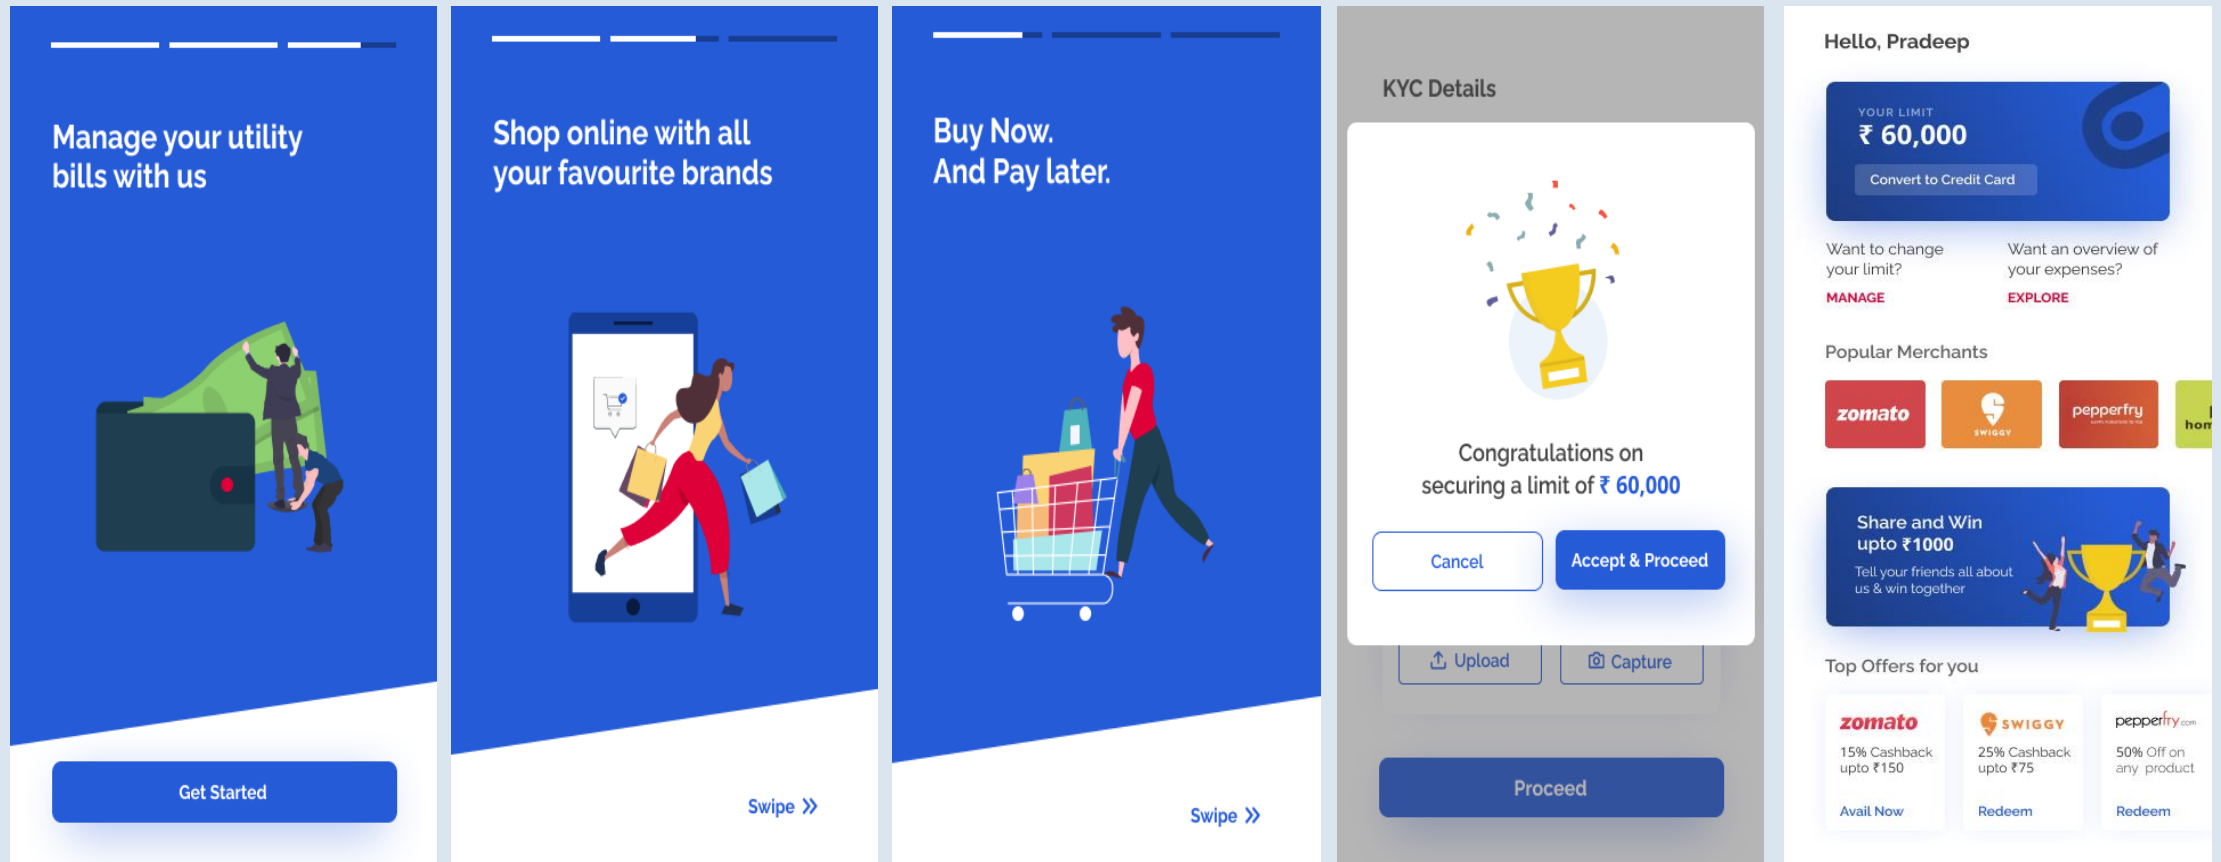 Manage your utility
bills with us
Get Started
Shop online with all
your favourite brands
Swipe
Buy Now.
And Pay later.
Swipe
KYC Details
Congratulations on
securing a limit of ₹ 60,000
Cancel
Accept & Proceed
Upload
Capture
Proceed
Hello, Pradeep
YOUR LIMIT
₹ 60,000
Convert to Credit Card
Want to change
your limit?
MANAGE
Want an overview of
your expenses?
EXPLORE
Popular Merchants
zomato
SWIGGY
pepperfry
hom
Share and Win
upto ₹1000
Tell your friends all about
us & win together
Top Offers for you
zomato
15% Cashback
upto ₹150
Avail Now
SWIGGY
25% Cashback
upto ₹75
Redeem
pepperfry.com
50% Off on
any product
Redeem